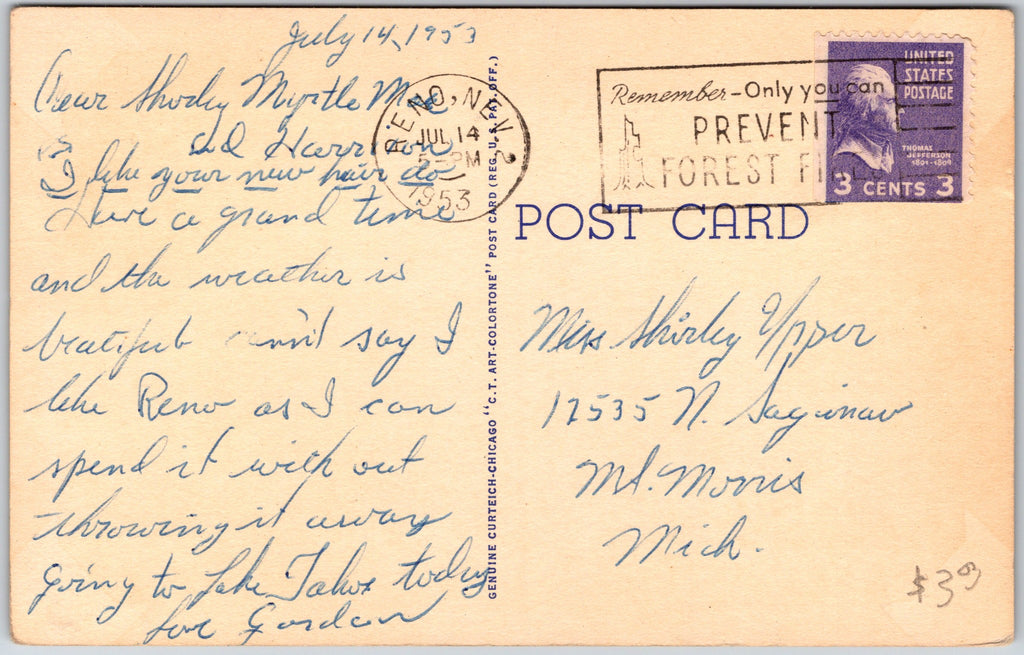 July 14, 1953
Dear Shirley Myrtle Mae
and Harrison
P.S. I like your new hair do
Have a grand time
and the weather is
beatifub can't say I
like Reno as I can
spend it with out
throwing it away
going to Lake Tahoe today
love Gordon
GENUINE CURTEICH-CHICAGO "C.T. ART-COLORTONE" POST CARD (REG. U.S. PAT. OFF.)
RENO, NEV. 2
JUL 14
PM
1953
Remember-Only you can
PREVENT
FOREST FI
UNITED
STATES
POSTAGE
THOMAS
JEFFERSON
1801-1809
3 CENTS 3
POST CARD
Miss Shirley Upper
12535 N. Saginaw
Mt. Morris
Mich.
$3.00